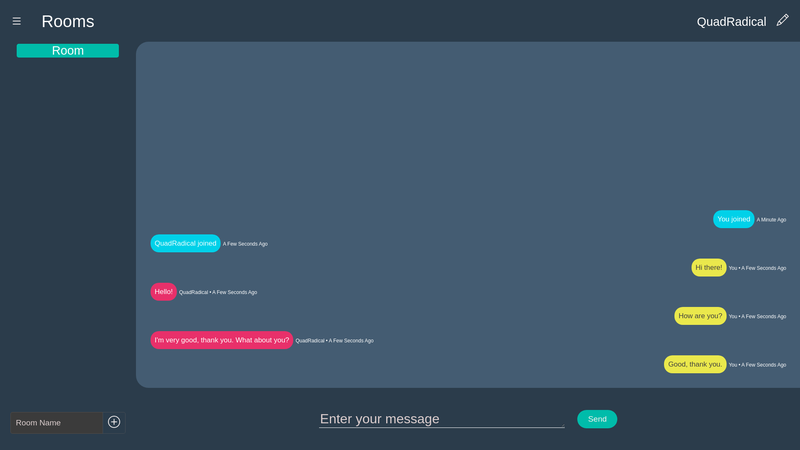 Rooms
QuadRadical
Room
You joined A Minute Ago
QuadRadical joined A Few Seconds Ago
Hi there! You • A Few Seconds Ago
Hello! QuadRadical • A Few Seconds Ago
How are you? You • A Few Seconds Ago
I'm very good, thank you. What about you? QuadRadical • A Few Seconds Ago
Good, thank you. You • A Few Seconds Ago
Room Name
Enter your message
Send